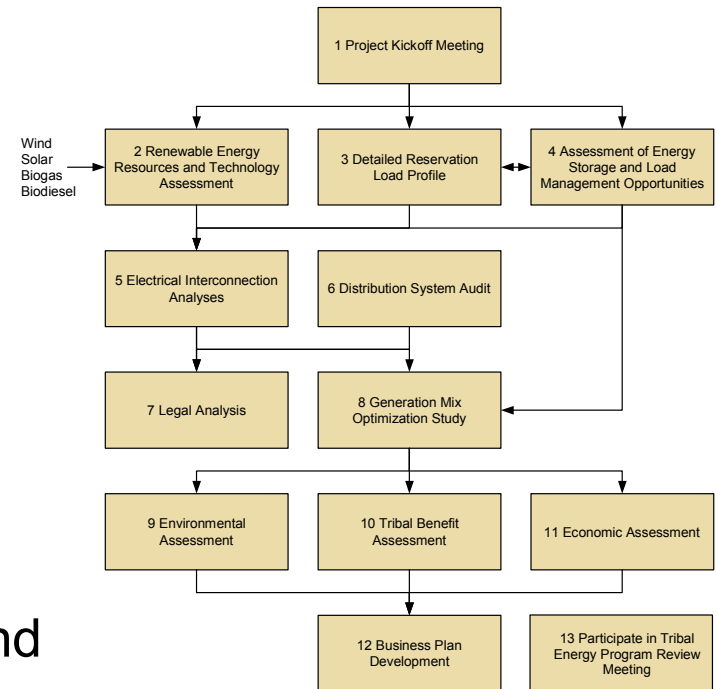 1 Project Kickoff Meeting
Wind
Solar
Biogas
Biodiesel
2 Renewable Energy
Resources and Technology
Assessment
3 Detailed Reservation
Load Profile
4 Assessment of Energy
Storage and Load
Management Opportunities
5 Electrical Interconnection
Analyses
6 Distribution System Audit
7 Legal Analysis
8 Generation Mix
Optimization Study
9 Environmental
Assessment
10 Tribal Benefit
Assessment
11 Economic Assessment
nd
12 Business Plan
Development
13 Participate in Tribal
Energy Program Review
Meeting